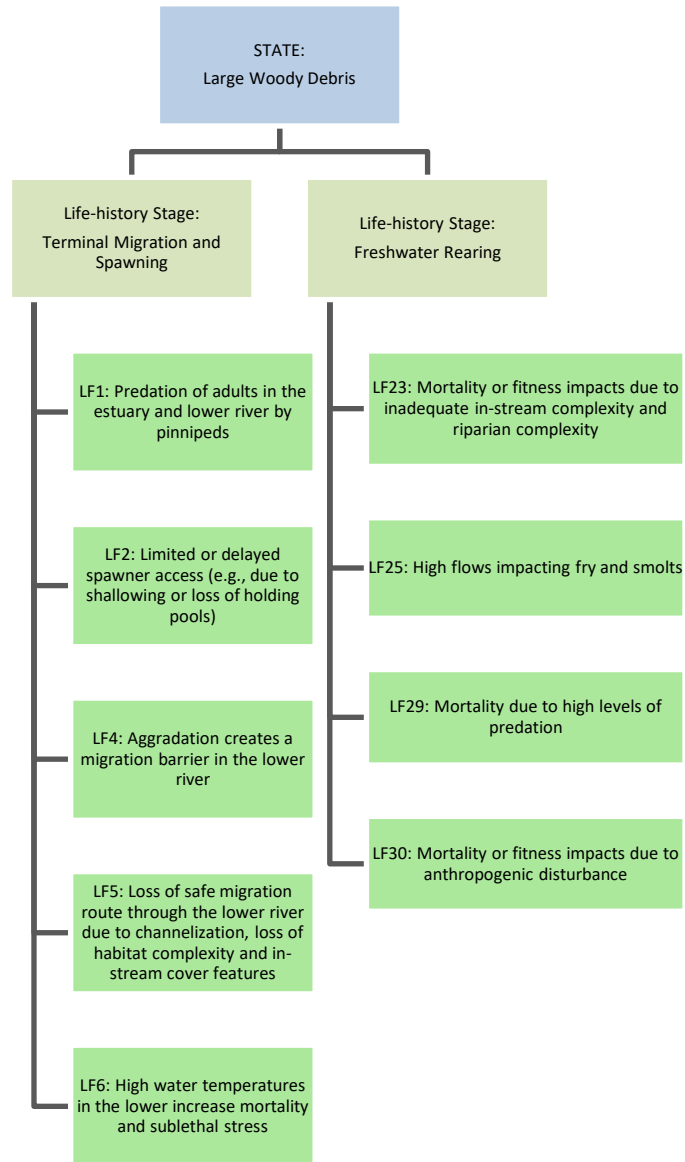 STATE:
Large Woody Debris
Life-history Stage:
Terminal Migration and
Spawning
Life-history Stage:
Freshwater Rearing
LF1: Predation of adults in the
estuary and lower river by
pinnipeds
LF2: Limited or delayed
spawner access (e.g., due to
shallowing or loss of holding
pools)
LF4: Aggradation creates a
migration barrier in the lower
river
LF5: Loss of safe migration
route through the lower river
due to channelization, loss of
habitat complexity and in-
stream cover features
LF6: High water temperatures
in the lower increase mortality
and sublethal stress
LF23: Mortality or fitness impacts due to
inadequate in-stream complexity and
riparian complexity
LF25: High flows impacting fry and smolts
LF29: Mortality due to high levels of
predation
LF30: Mortality or fitness impacts due to
anthropogenic disturbance